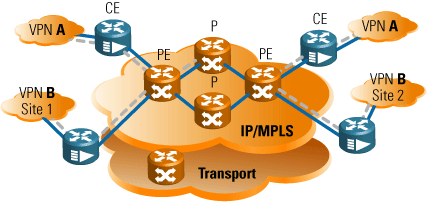 CE
P
CE
VPN A
PE
PE
VPN A
P
VPN B
Site 1
VPN B
Site 2
IP/MPLS
Transport